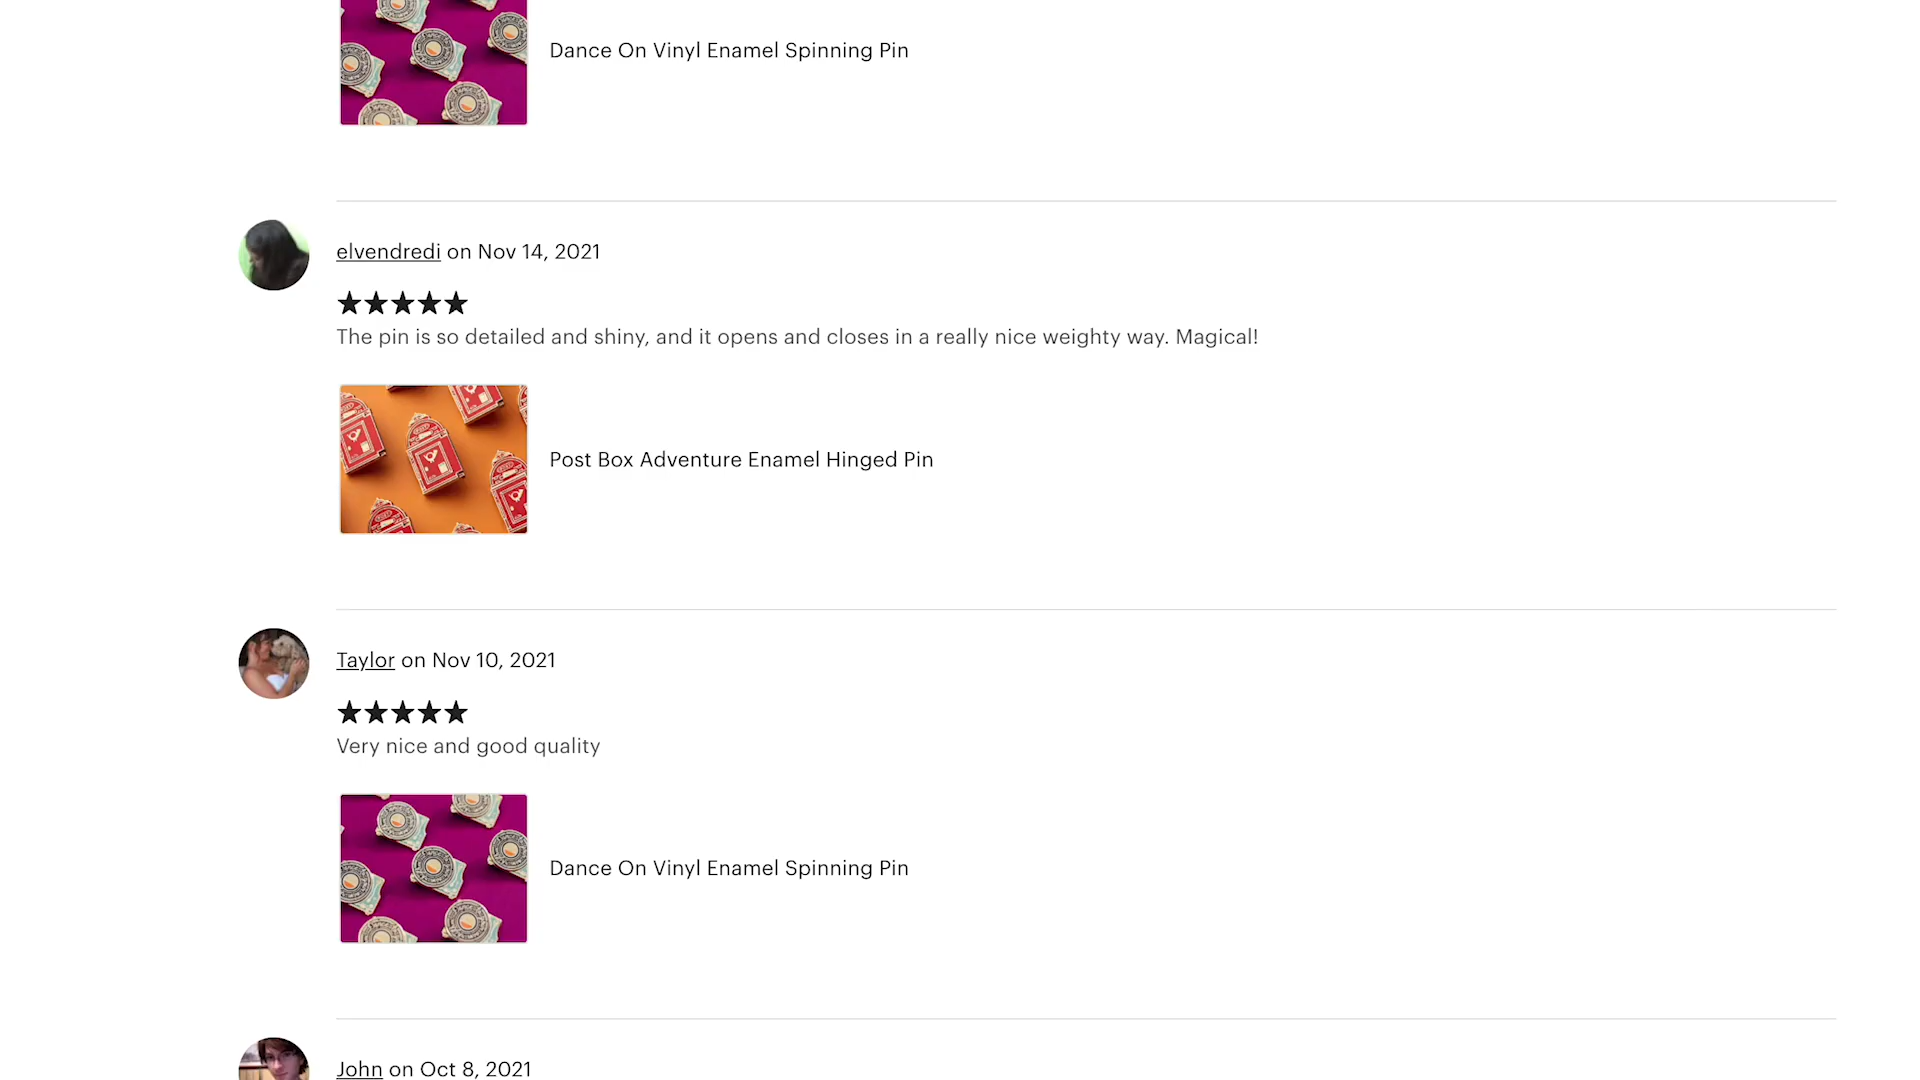 Dance On Vinyl Enamel Spinning Pin
elvendredi on Nov 14, 2021
The pin is so detailed and shiny, and it opens and closes in a really nice weighty way. Magical!
Post Box Adventure Enamel Hinged Pin
Taylor on Nov 10, 2021
Very nice and good quality
Dance On Vinyl Enamel Spinning Pin
John on Oct 8, 2021